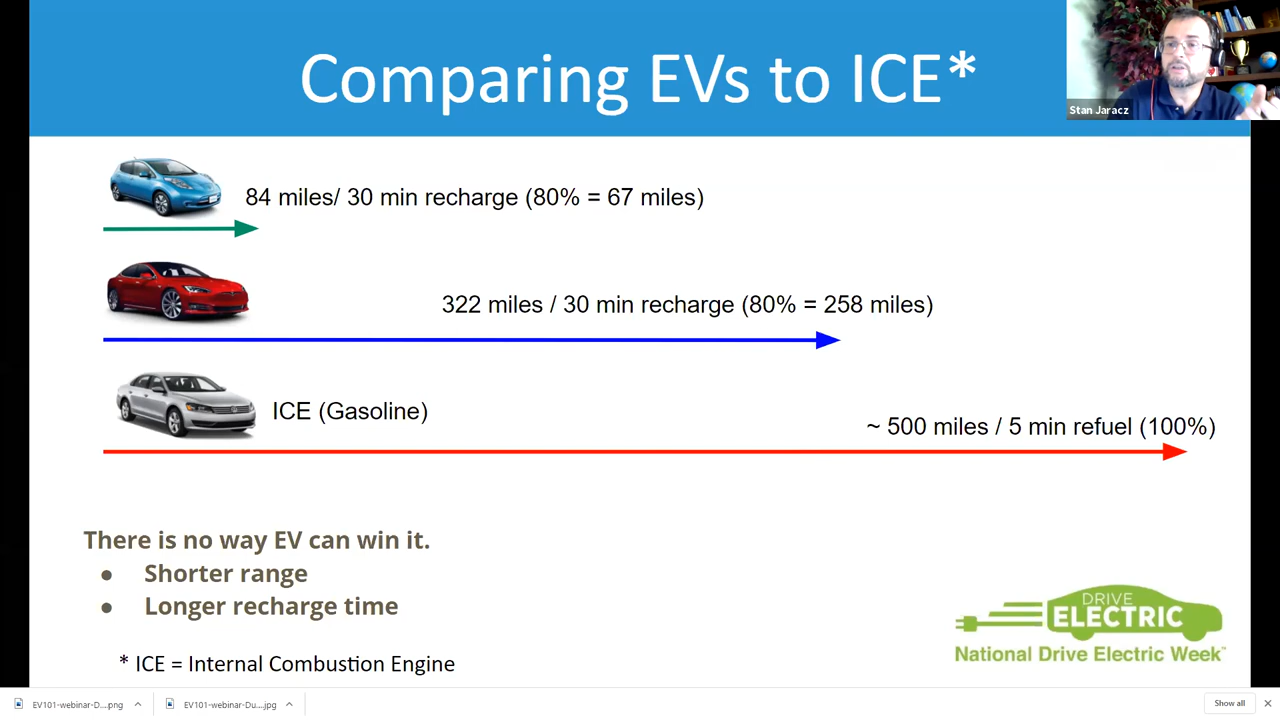 Comparing EVs to ICE*
Stan Jaracz
84 miles/ 30 min recharge (80% = 67 miles)
322 miles / 30 min recharge (80% = 258 miles)
ICE (Gasoline)
~ 500 miles / 5 min refuel (100%)
There is no way EV can win it.
● Shorter range
● Longer recharge time
* ICE = Internal Combustion Engine
DRIVE
ELECTRIC
National Drive Electric Week™
EV101-webinar-D....png
EV101-webinar-Du....jpg
Show all